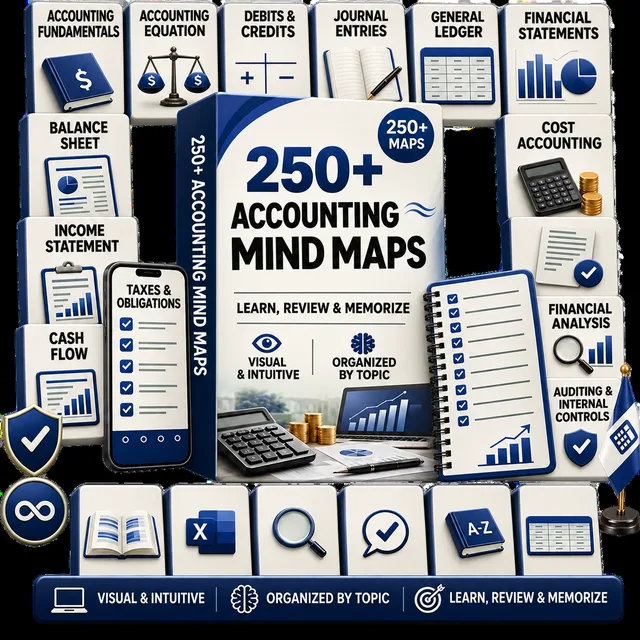 ACCOUNTING
FUNDAMENTALS
$
ACCOUNTING
EQUATION
$ $
DEBITS &
CREDITS
+ − +
JOURNAL
ENTRIES
GENERAL
LEDGER
FINANCIAL
STATEMENTS
BALANCE
SHEET
INCOME
STATEMENT
CASH
FLOW
TAXES &
OBLIGATIONS
250+ ACCOUNTING MIND MAPS
250+
MAPS
250+
ACCOUNTING
MIND MAPS
LEARN, REVIEW & MEMORIZE
VISUAL
& INTUITIVE
ORGANIZED
BY TOPIC
COST
ACCOUNTING
FINANCIAL
ANALYSIS
AUDITING &
INTERNAL
CONTROLS
X
A-Z
VISUAL & INTUITIVE
ORGANIZED BY TOPIC
LEARN, REVIEW & MEMORIZE